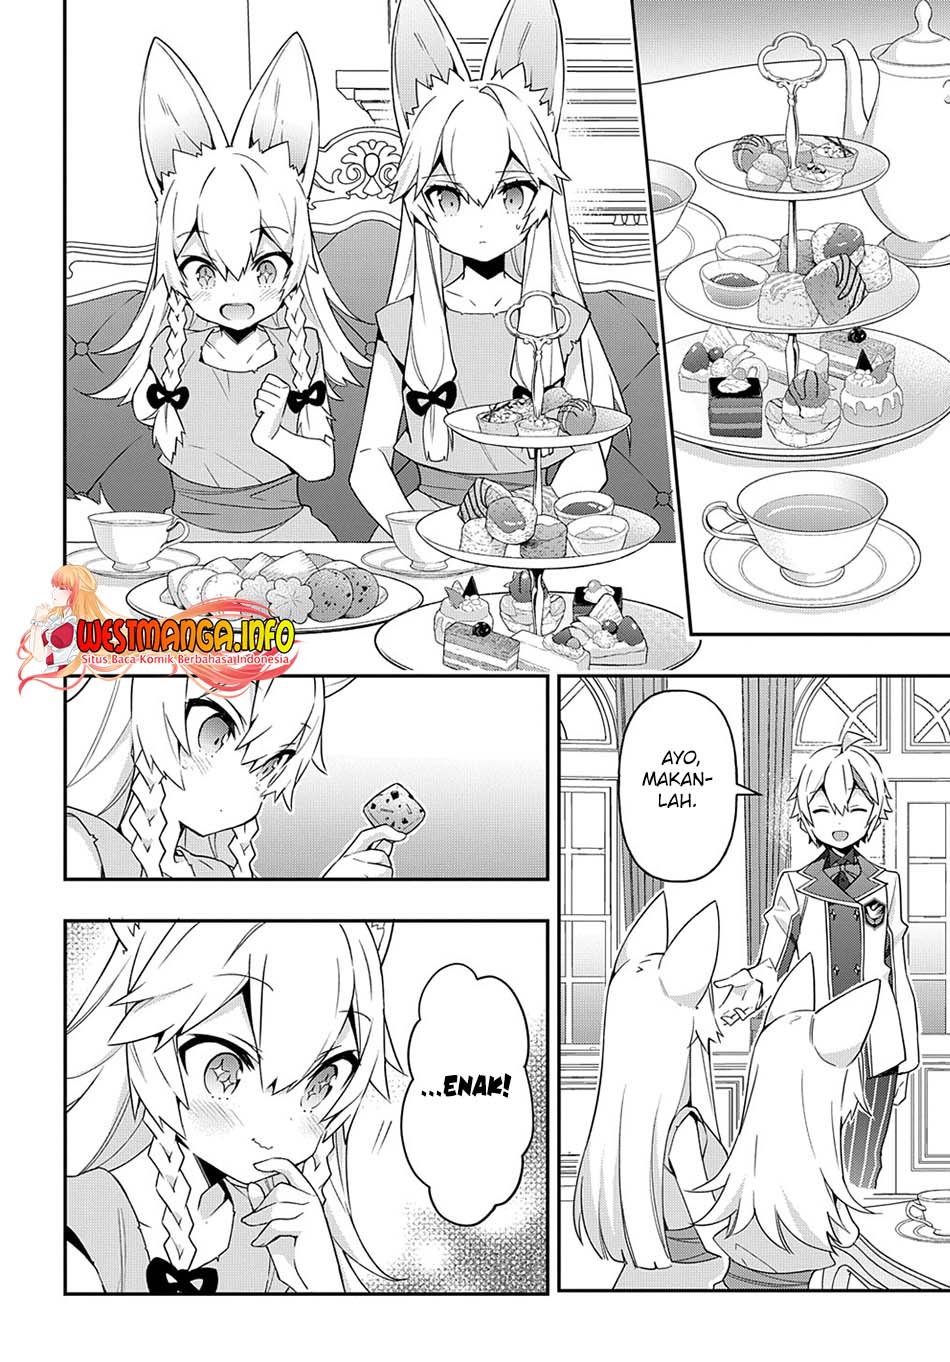 WESTMANGA.INFO
Situs Baca Komik Berbahasa Indonesia
AYO,
MAKAN-
LAH.
...ENAK!